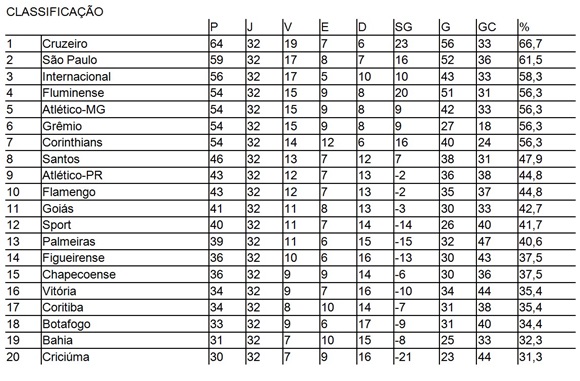 CLASSIFICAÇÃO
P J V E D SG G GC %
1 Cruzeiro 64 32 19 7 6 23 56 33 66,7
2 São Paulo 59 32 17 8 7 16 52 36 61,5
3 Internacional 56 32 17 5 10 10 43 33 58,3
4 Fluminense 54 32 15 9 8 20 51 31 56,3
5 Atlético-MG 54 32 15 9 8 9 42 33 56,3
6 Grêmio 54 32 15 9 8 9 27 18 56,3
7 Corinthians 54 32 14 12 6 16 40 24 56,3
8 Santos 46 32 13 7 12 7 38 31 47,9
9 Atlético-PR 43 32 12 7 13 -2 36 38 44,8
10 Flamengo 43 32 12 7 13 -2 35 37 44,8
11 Goiás 41 32 11 8 13 -3 30 33 42,7
12 Sport 40 32 11 7 14 -14 26 40 41,7
13 Palmeiras 39 32 11 6 15 -15 32 47 40,6
14 Figueirense 36 32 10 6 16 -13 30 43 37,5
15 Chapecoense 36 32 9 9 14 -6 30 36 37,5
16 Vitória 34 32 9 7 16 -10 34 44 35,4
17 Coritiba 34 32 8 10 14 -7 31 38 35,4
18 Botafogo 33 32 9 6 17 -9 31 40 34,4
19 Bahia 31 32 7 10 15 -8 25 33 32,3
20 Criciúma 30 32 7 9 16 -21 23 44 31,3